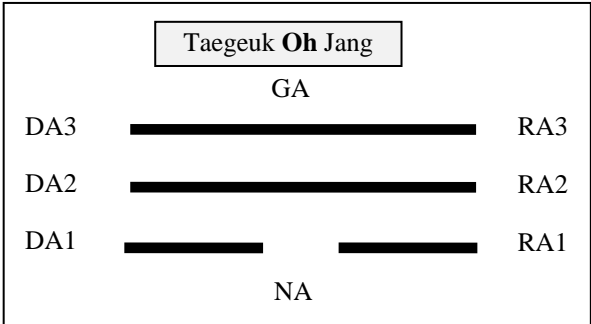 Taegeuk Oh Jang
GA
DA3 RA3
DA2 RA2
DA1 RA1
NA